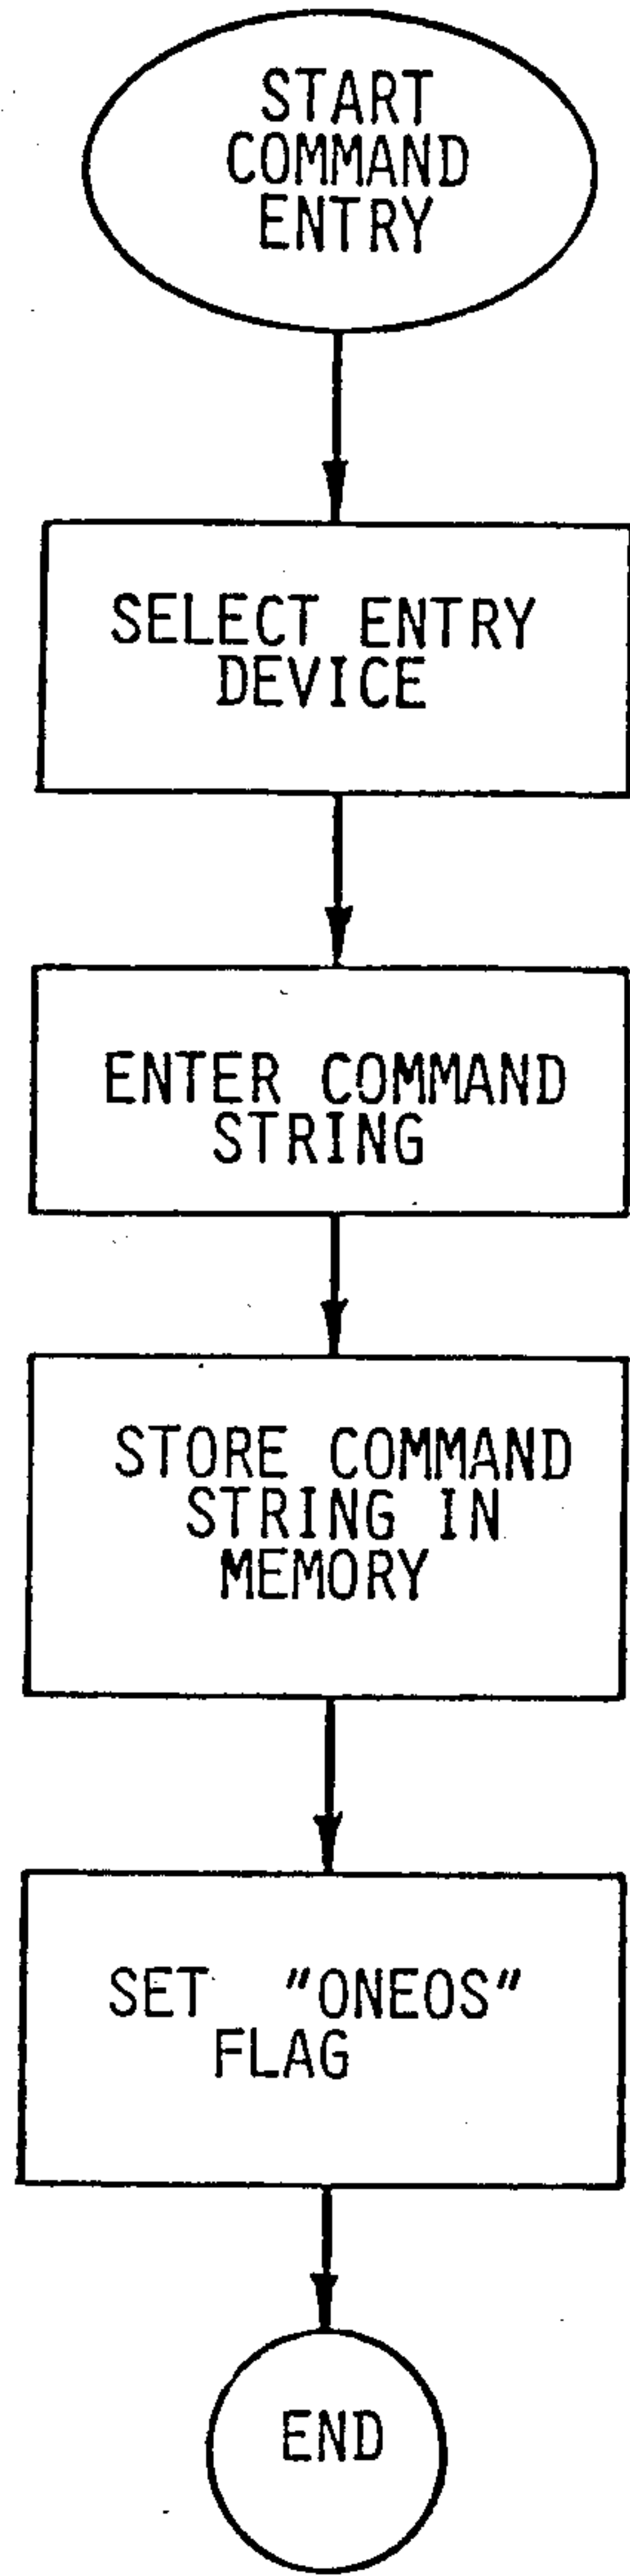 START
COMMAND
ENTRY
SELECT ENTRY
DEVICE
ENTER COMMAND
STRING
STORE COMMAND
STRING IN
MEMORY
SET "ONEOS"
FLAG
END